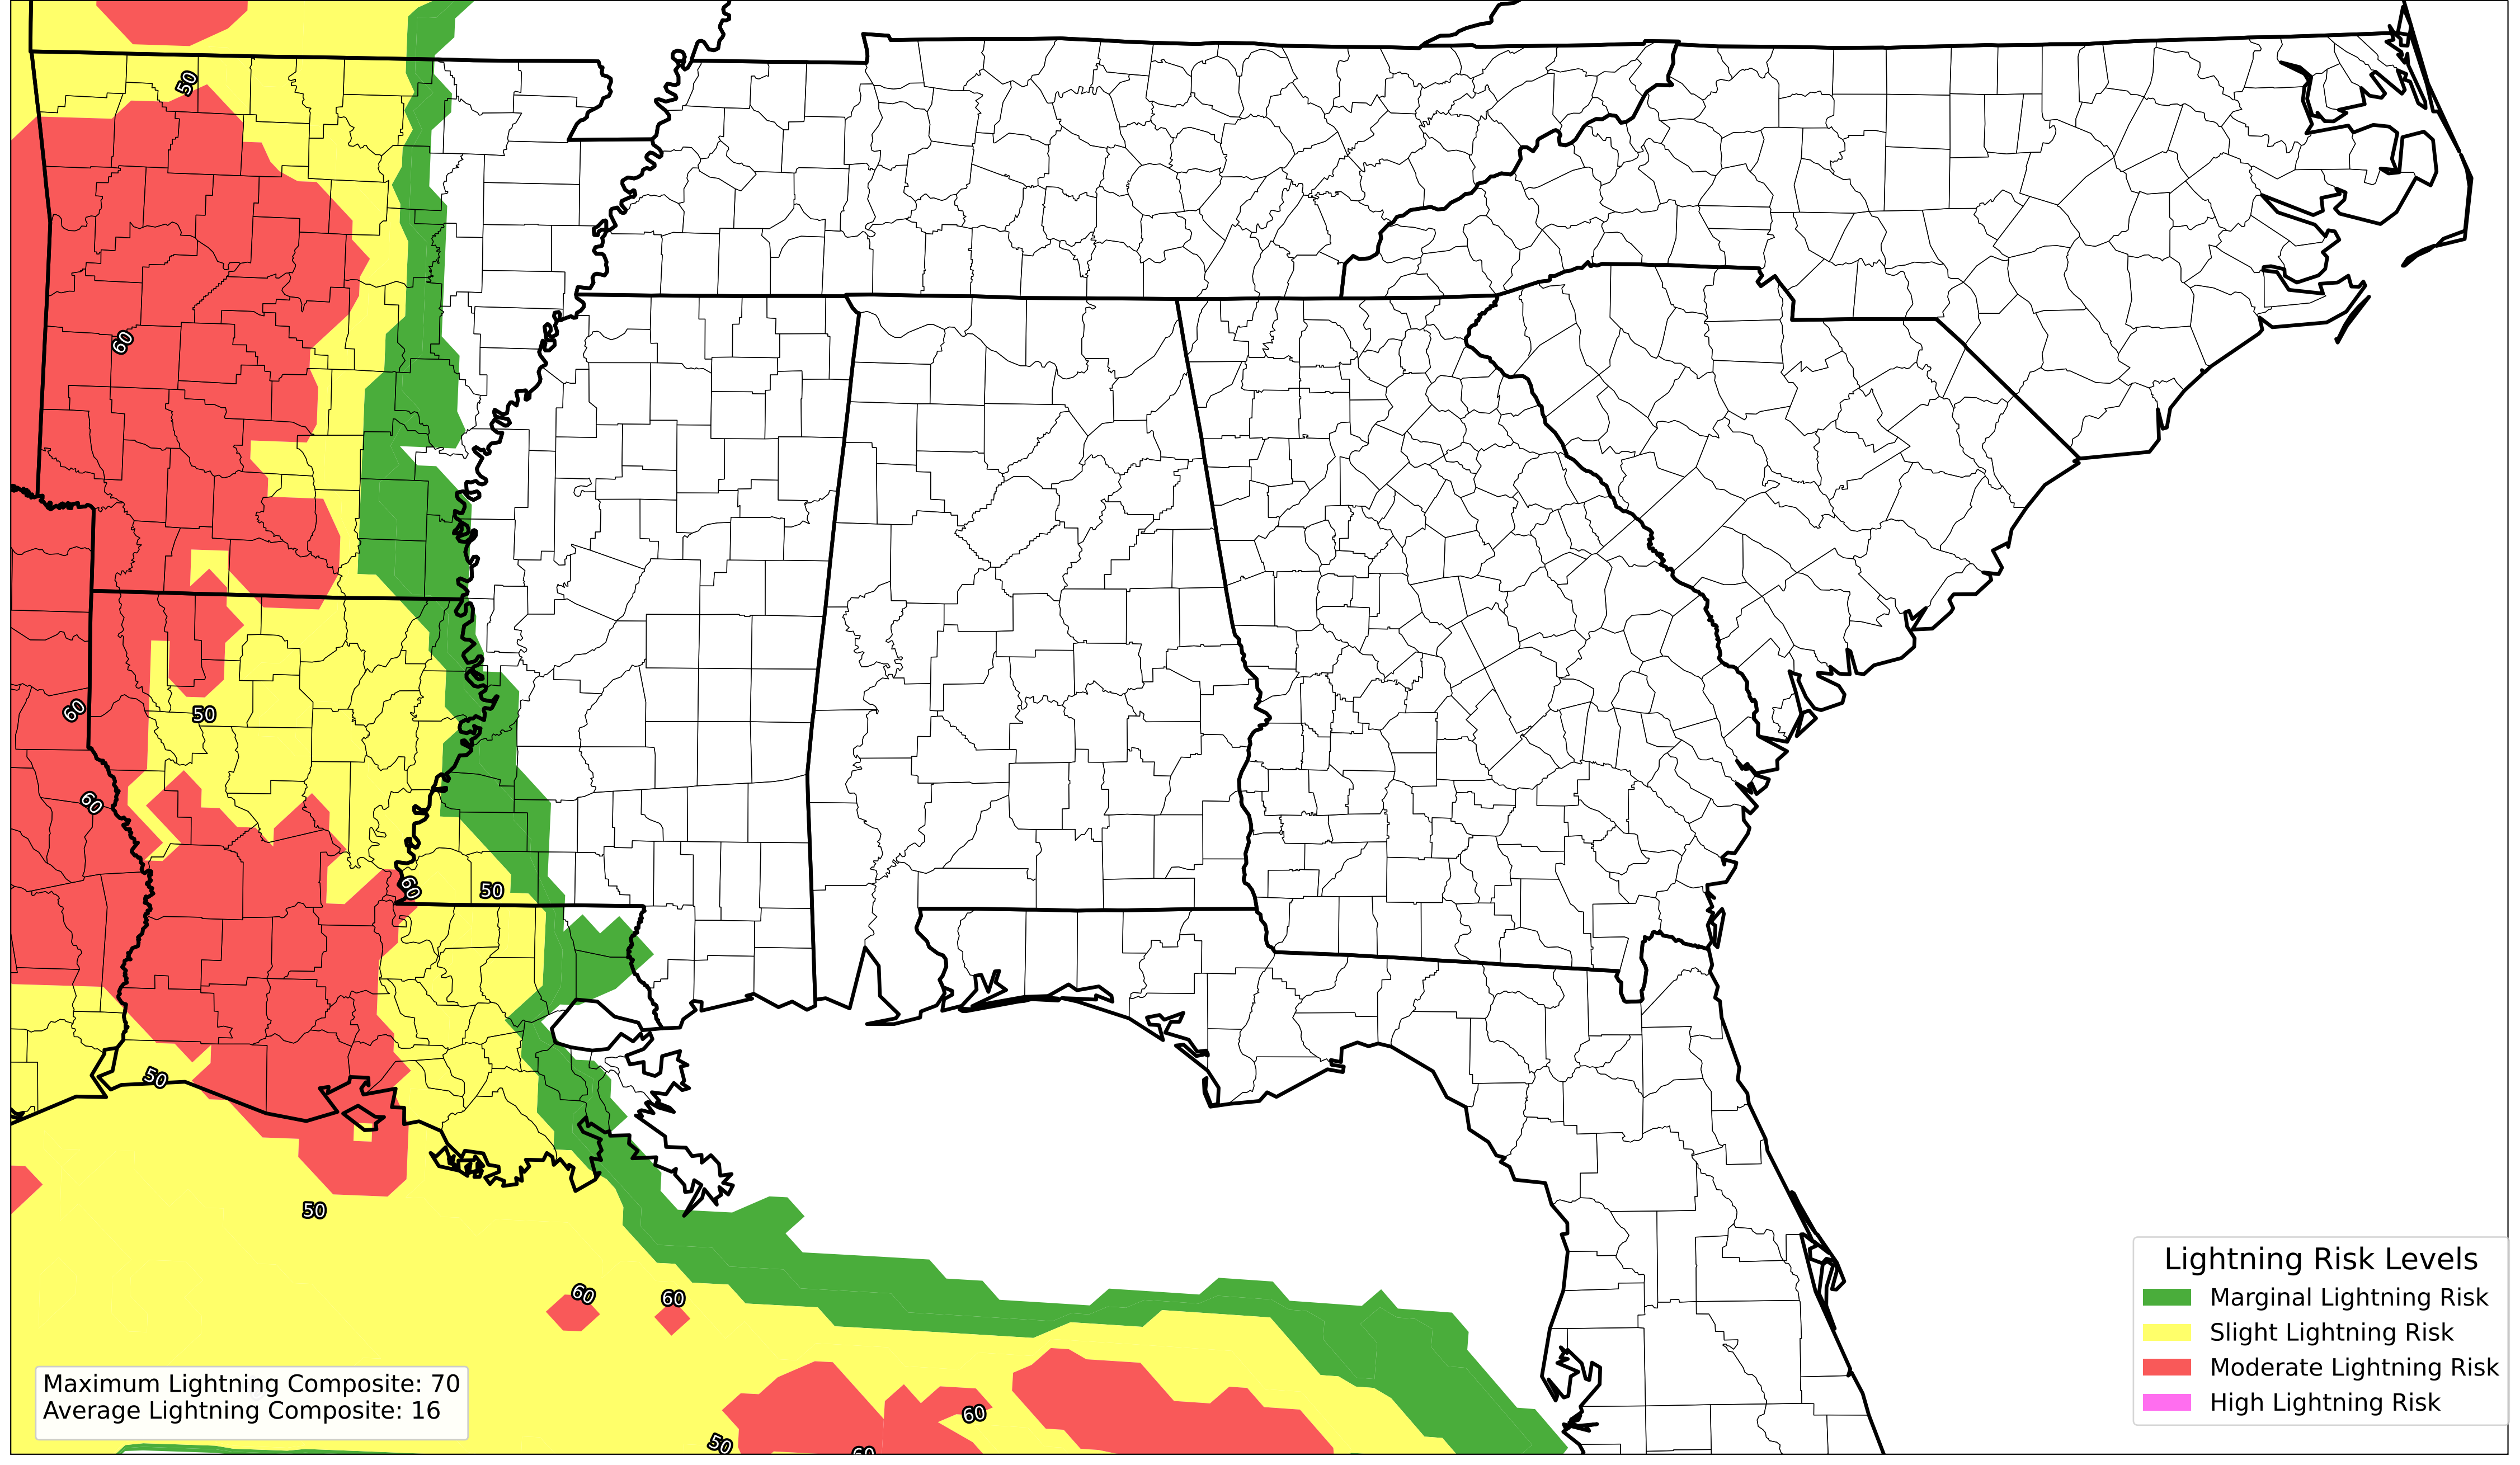 50
60
60
50
60
60
50
50
50
60
60
60
50
60
Lightning Risk Levels
Marginal Lightning Risk
Slight Lightning Risk
Moderate Lightning Risk
High Lightning Risk
Maximum Lightning Composite: 70
Average Lightning Composite: 16